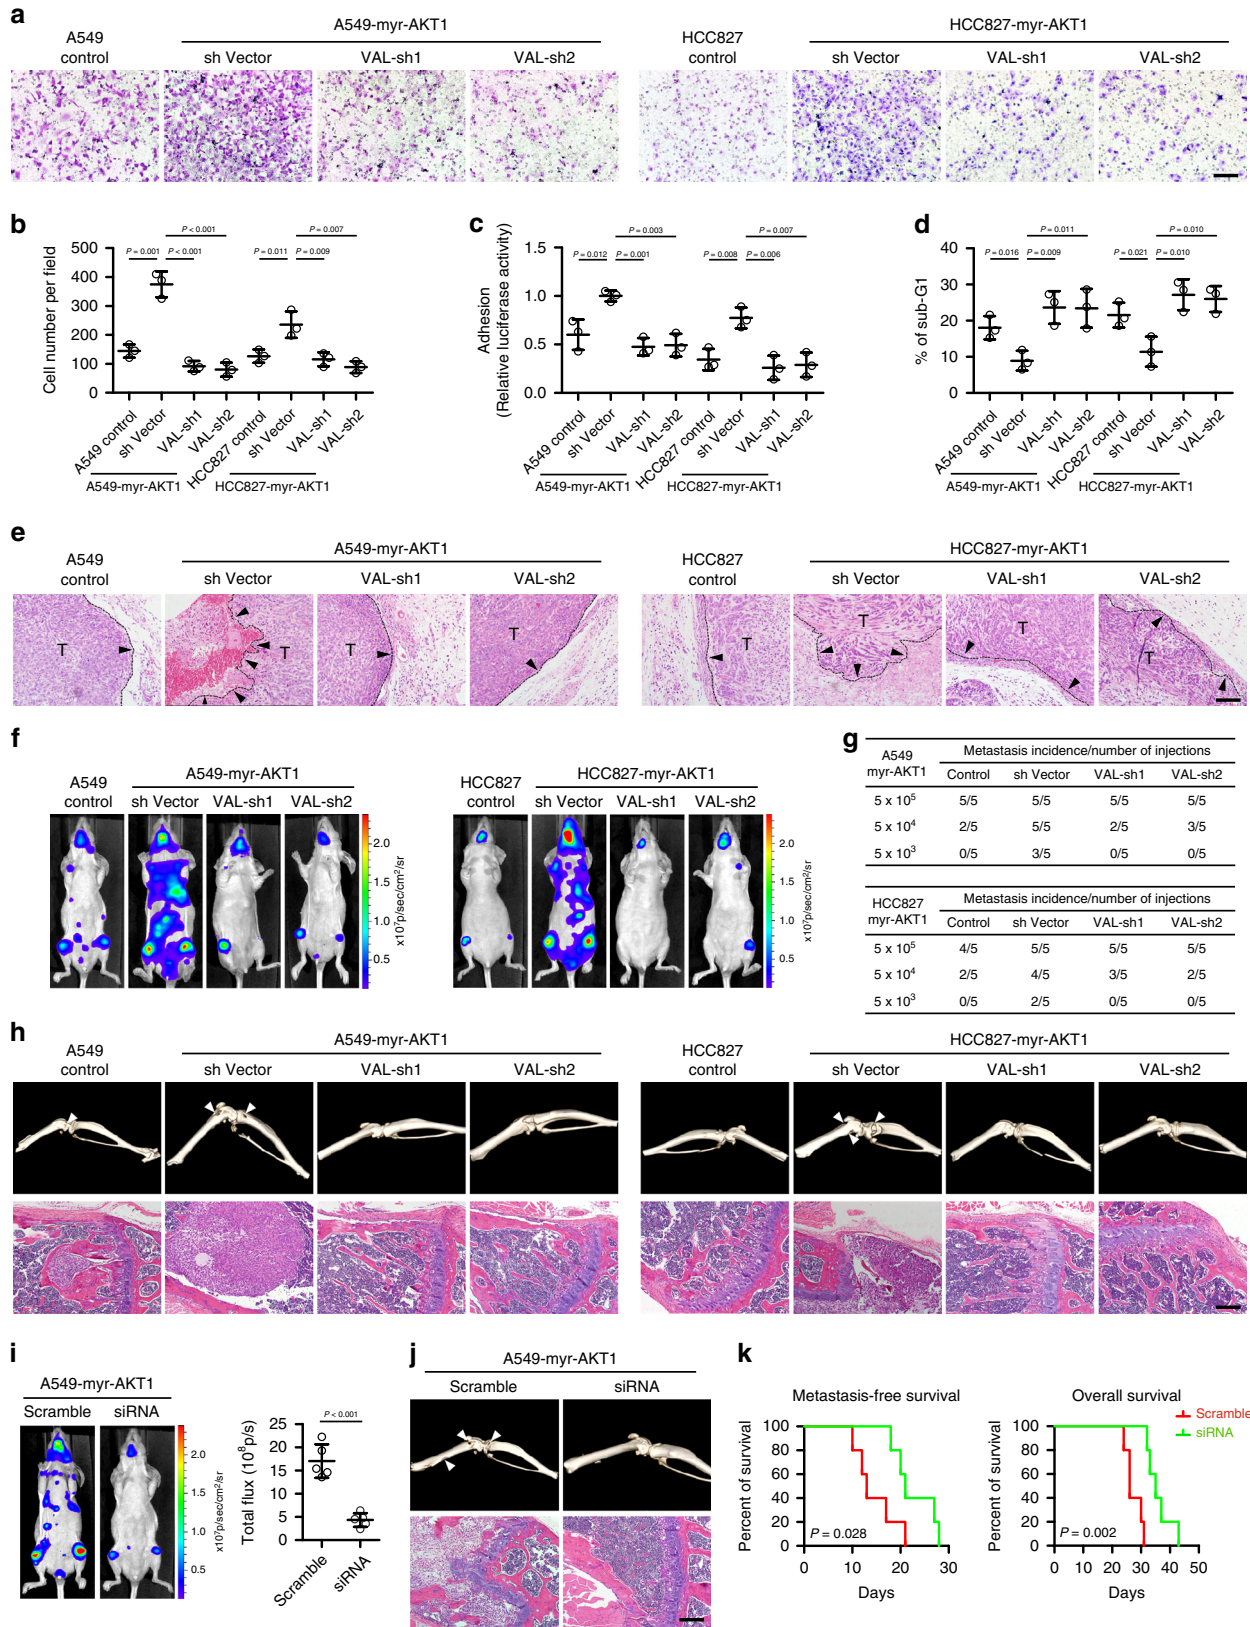 a
A549-myr-AKT1
HCC827-myr-AKT1
A549
control
sh Vector
VAL-sh1
VAL-sh2
HCC827
control
sh Vector
VAL-sh1
VAL-sh2
b
Cell number per field
500
400
300
200
100
0
P = 0.001
P < 0.001
P < 0.001
P = 0.011
P = 0.009
P = 0.007
A549 control
sh Vector
VAL-sh1
VAL-sh2
HCC827 control
sh Vector
VAL-sh1
VAL-sh2
A549-myr-AKT1
HCC827-myr-AKT1
c
Adhesion
(Relative luciferase activity)
1.5
1.0
0.5
0.0
P = 0.012
P = 0.001
P = 0.003
P = 0.008
P = 0.006
P = 0.007
A549 control
sh Vector
VAL-sh1
VAL-sh2
HCC827 control
sh Vector
VAL-sh1
VAL-sh2
A549-myr-AKT1
HCC827-myr-AKT1
d
% of sub-G1
40
30
20
10
0
P = 0.016
P = 0.009
P = 0.011
P = 0.021
P = 0.010
P = 0.010
A549 control
sh Vector
VAL-sh1
VAL-sh2
HCC827 control
sh Vector
VAL-sh1
VAL-sh2
A549-myr-AKT1
HCC827-myr-AKT1
e
A549-myr-AKT1
HCC827-myr-AKT1
A549
control
sh Vector
VAL-sh1
VAL-sh2
HCC827
control
sh Vector
VAL-sh1
VAL-sh2
T
T
T
T
T
T
T
T
f
A549-myr-AKT1
A549
control
sh Vector
VAL-sh1
VAL-sh2
2.0
1.5
1.0
0.5
x10⁷p/sec/cm²/sr
HCC827-myr-AKT1
HCC827
control
sh Vector
VAL-sh1
VAL-sh2
2.0
1.5
1.0
0.5
x10⁷p/sec/cm²/sr
g
A549
myr-AKT1
Metastasis incidence/number of injections
Control sh Vector VAL-sh1 VAL-sh2
5 x 10⁵ 5/5 5/5 5/5 5/5
5 x 10⁴ 2/5 5/5 2/5 3/5
5 x 10³ 0/5 3/5 0/5 0/5
HCC827
myr-AKT1
Metastasis incidence/number of injections
Control sh Vector VAL-sh1 VAL-sh2
5 x 10⁵ 4/5 5/5 5/5 5/5
5 x 10⁴ 2/5 4/5 3/5 2/5
5 x 10³ 0/5 2/5 0/5 0/5
h
A549-myr-AKT1
HCC827-myr-AKT1
A549
control
sh Vector
VAL-sh1
VAL-sh2
HCC827
control
sh Vector
VAL-sh1
VAL-sh2
i
A549-myr-AKT1
Scramble
siRNA
2.0
1.5
1.0
0.5
x10⁷p/sec/cm²/sr
Total flux (10⁸p/s)
25
20
15
10
5
0
P < 0.001
Scramble
siRNA
j
A549-myr-AKT1
Scramble
siRNA
k
Metastasis-free survival
Percent of survival
100
80
60
40
20
0
P = 0.028
0 10 20 30
Days
Overall survival
Percent of survival
100
80
60
40
20
0
P = 0.002
0 10 20 30 40 50
Days
Scramble
siRNA